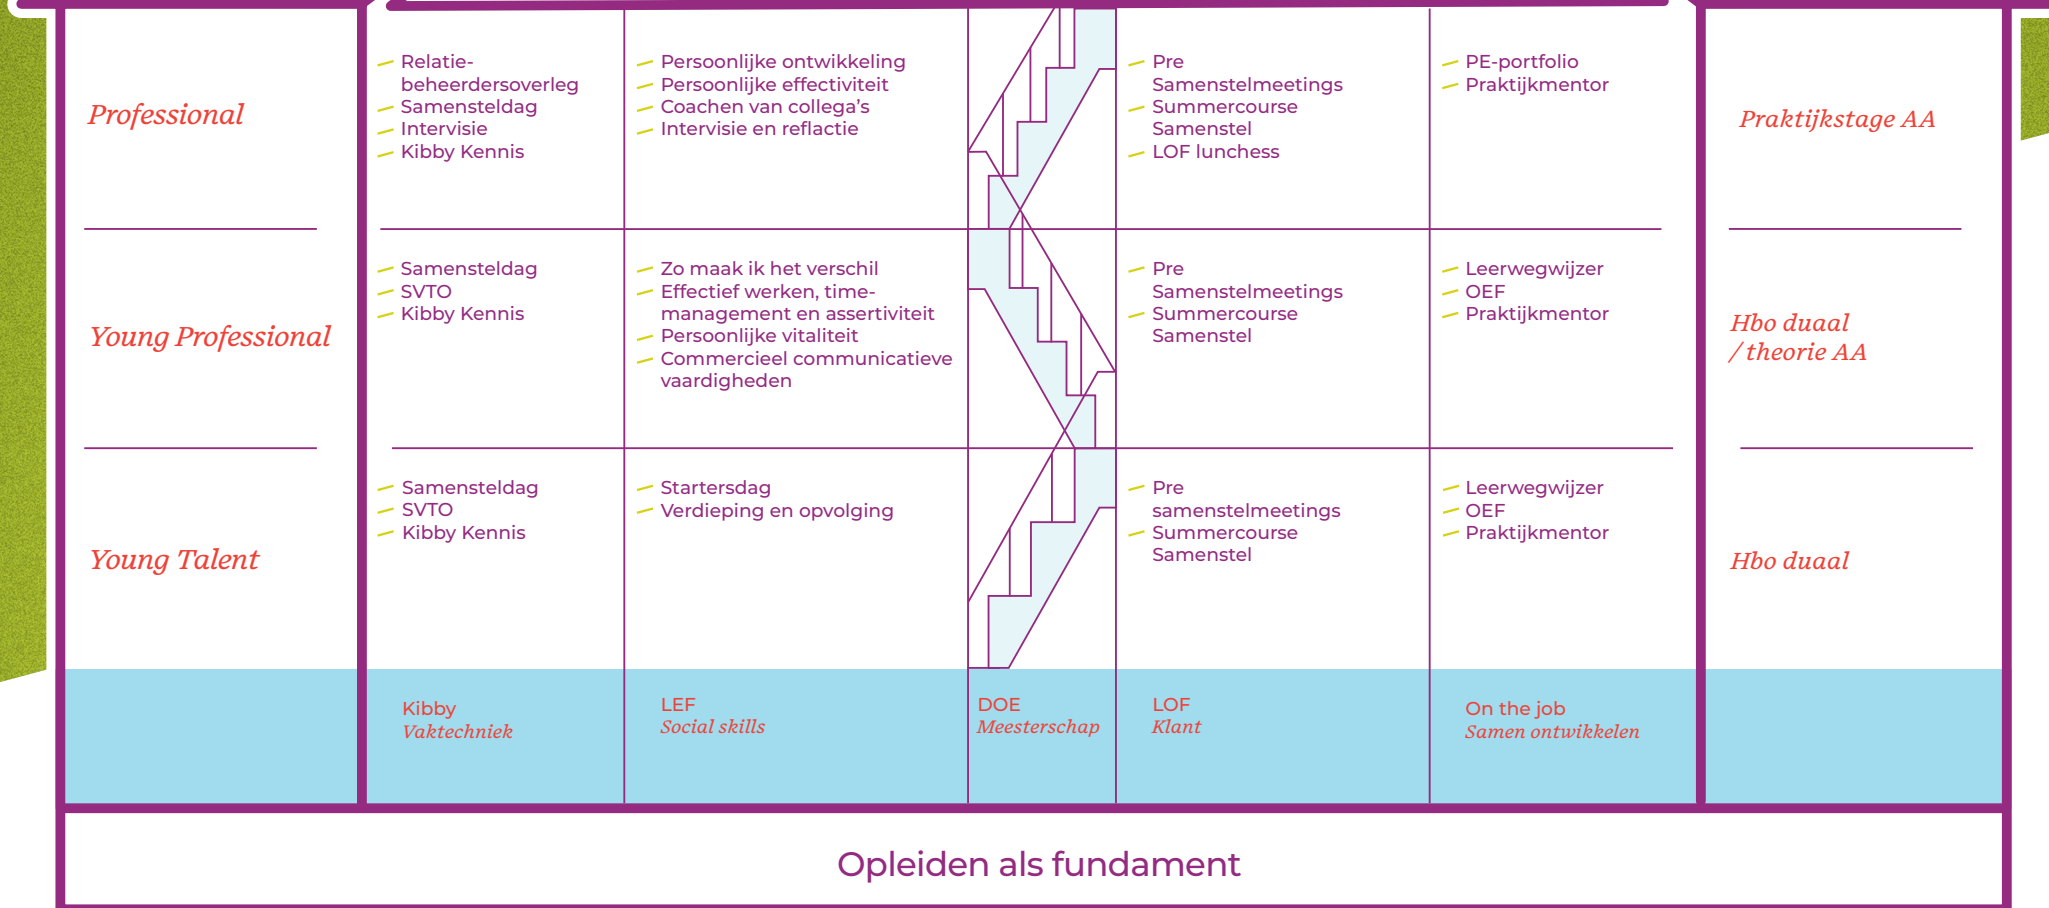 Professional
Relatie-
beheerdersoverleg
Samensteldag
Intervisie
Kibby Kennis
Persoonlijke ontwikkeling
Persoonlijke effectiviteit
Coachen van collega’s
Intervisie en reflactie
Pre
Samenstelmeetings
Summercourse
Samenstel
LOF lunchess
PE-portfolio
Praktijkmentor
Praktijkstage AA
Young Professional
Samensteldag
SVTO
Kibby Kennis
Zo maak ik het verschil
Effectief werken, time-
management en assertiviteit
Persoonlijke vitaliteit
Commercieel communicatieve
vaardigheden
Pre
Samenstelmeetings
Summercourse
Samenstel
Leerwegwijzer
OEF
Praktijkmentor
Hbo duaal
/ theorie AA
Young Talent
Samensteldag
SVTO
Kibby Kennis
Startersdag
Verdieping en opvolging
Pre
samenstelmeetings
Summercourse
Samenstel
Leerwegwijzer
OEF
Praktijkmentor
Hbo duaal
Kibby
Vaktechniek
LEF
Social skills
DOE
Meesterschap
LOF
Klant
On the job
Samen ontwikkelen
Opleiden als fundament